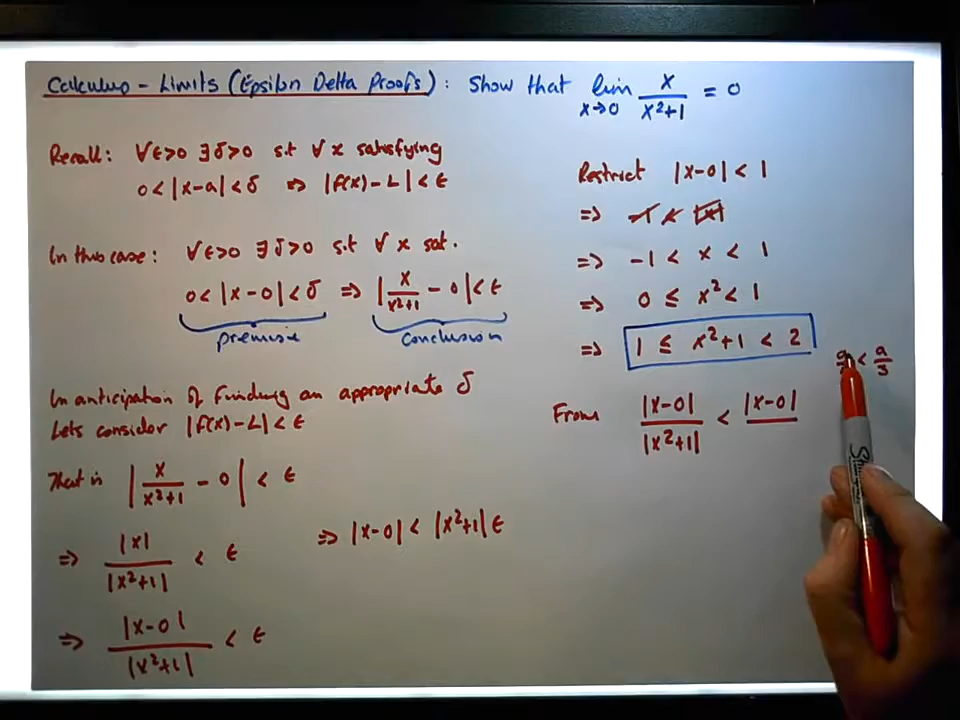 Calculus - Limits (Epsilon Delta Proofs) : Show that lim x→0 x/(x²+1) = 0
Recall: ∀ε>0 ∃δ>0 s.t ∀ x satisfying
0<|x-a|<δ ⇒ |f(x)-L|<ε
In this case: ∀ε>0 ∃δ>0 s.t ∀ x sat.
0<|x-0|<δ ⇒ |x/(x²+1) - 0|<ε
premise conclusion
In anticipation of finding an appropriate δ
Lets consider |f(x)-L|<ε
That is |x/(x²+1) - 0| < ε
⇒ |x|/|x²+1| < ε
⇒ |x-0|/|x²+1| < ε
⇒ |x-0| < |x²+1|ε
Restrict |x-0| < 1
⇒
⇒ -1 < x < 1
⇒ 0 ≤ x² < 1
⇒ 1 ≤ x²+1 < 2
From |x-0|/|x²+1| < |x-0|/
< a/3